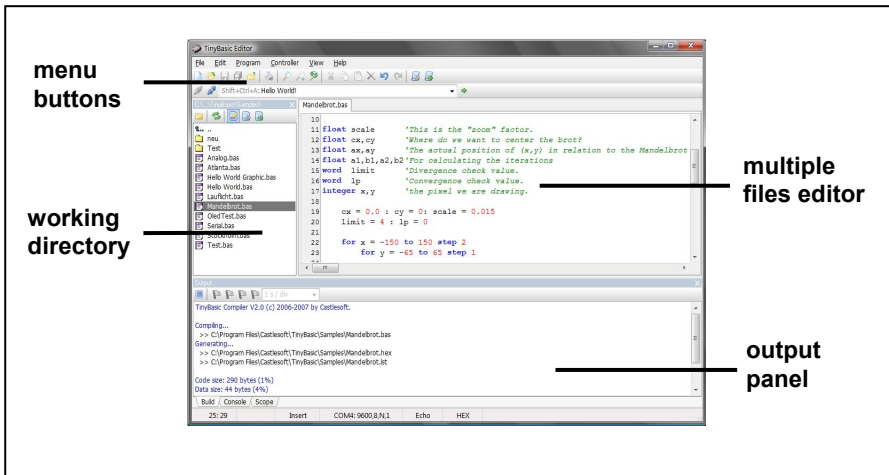 menu
buttons
working
directory
multiple
files editor
output
panel
TinyBasic Editor
File Edit Program Controller View Help
Shift+Ctrl+A: Hello World!
C:\...\TinyBasic\Samples\ X
neu
Test
Analog.bas
Atlanta.bas
Hello World Graphic.bas
Hello World.bas
Lauflicht.bas
Mandelbrot.bas
OledTest.bas
Serial.bas
Stockholm.bas
Test.bas
Mandelbrot.bas
10
11 float scale 'This is the "zoom" factor.
12 float cx,cy 'Where do we want to center the brot?
13 float ax,ay 'The actual position of (x,y) in relation to the Mandelbrot
14 float a1,b1,a2,b2 'For calculating the iterations
15 word limit 'Divergence check value.
16 word lp 'Convergence check value.
17 integer x,y 'the pixel we are drawing.
18
19 cx = 0.0 : cy = 0: scale = 0.015
20 limit = 4 : lp = 0
21
22 for x = -150 to 150 step 2
23 for y = -65 to 65 step 1
Output X
1 s / div
TinyBasic Compiler V2.0 (c) 2006-2007 by Castlesoft.
Compiling...
>> C:\Program Files\Castlesoft\TinyBasic\Samples\Mandelbrot.bas
Generating...
>> C:\Program Files\Castlesoft\TinyBasic\Samples\Mandelbrot.hex
>> C:\Program Files\Castlesoft\TinyBasic\Samples\Mandelbrot.lst
Code size: 290 bytes (1%)
Data size: 44 bytes (4%)
Build Console Scope
25: 29 Insert COM4: 9600,8,N,1 Echo HEX